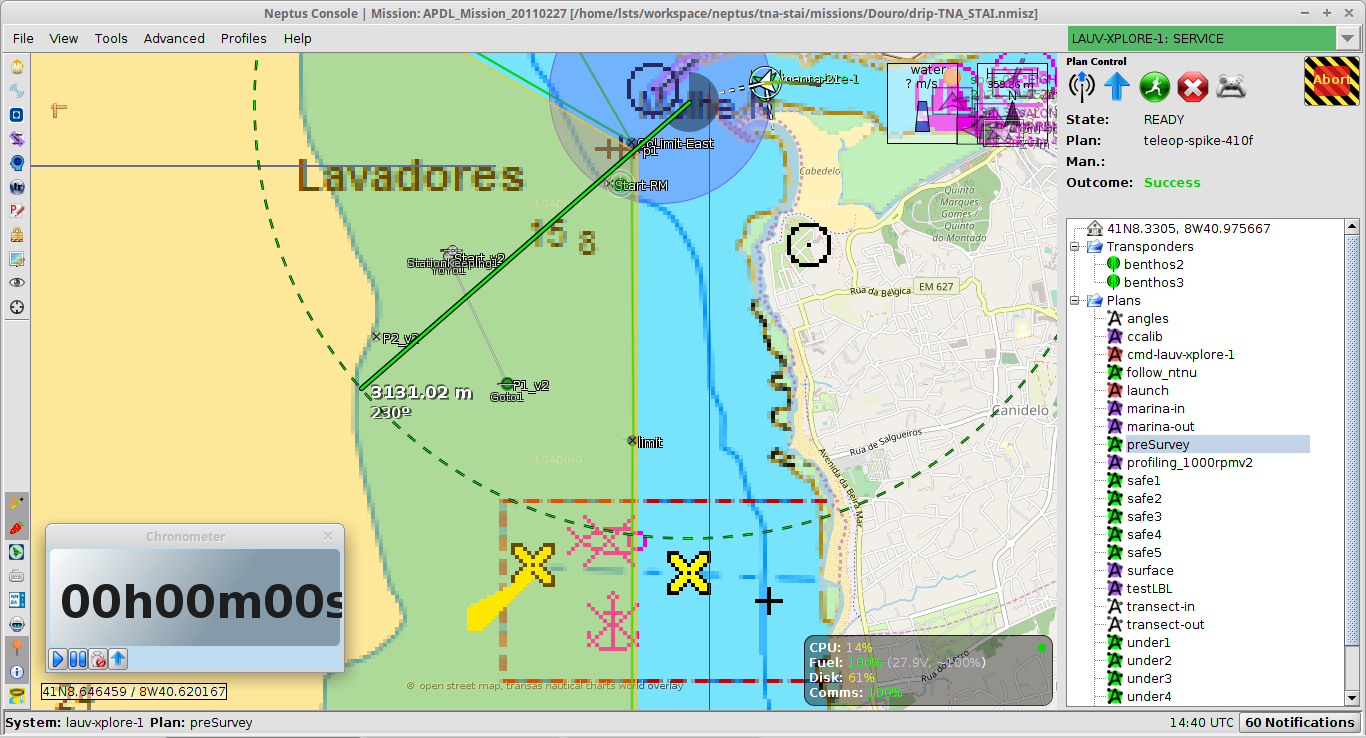 Neptus Console | Mission: APDL_Mission_20110227 [/home/lsts/workspace/neptus/tna-stai/missions/Douro/drip-TNA_STAI.nmisz]
File View Tools Advanced Profiles Help
LAUV-XPLORE-1: SERVICE
Plan Control
Abort
State: READY
Plan: teleop-spike-410f
Man.:
Outcome: Success
41N8.3305, 8W40.975667
Transponders
benthos2
benthos3
Plans
angles
ccalib
cmd-lauv-xplore-1
follow_ntnu
launch
marina-in
marina-out
preSurvey
profiling_1000rpmv2
safe1
safe2
safe3
safe4
safe5
surface
testLBL
transect-in
transect-out
under1
under2
under3
under4
water
? m/s
Limit-East
p1
Start-RM
Lavadores
LOADING
15 8
Start_v2
StationKeeping1
YoYo1
P2_v2
3131.02 m
230º
P1_v2
Goto1
limit
LOADING
Cabedelo
Quinta
Marques
Gomes /
Quinta
do Montado
Rua da Bélgica
EM 627
Canidelo
Rua de Salgueiros
Avenida da Beira Mar
Rua do Lerro
Chronometer
00h00m00s
24
CPU: 14%
Fuel: 100% (27.9V, ~100%)
Disk: 61%
Comms: 100%
© open street map, transas nautical charts world overlay
41N8.646459 / 8W40.620167
System: lauv-xplore-1 Plan: preSurvey
14:40 UTC
60 Notifications